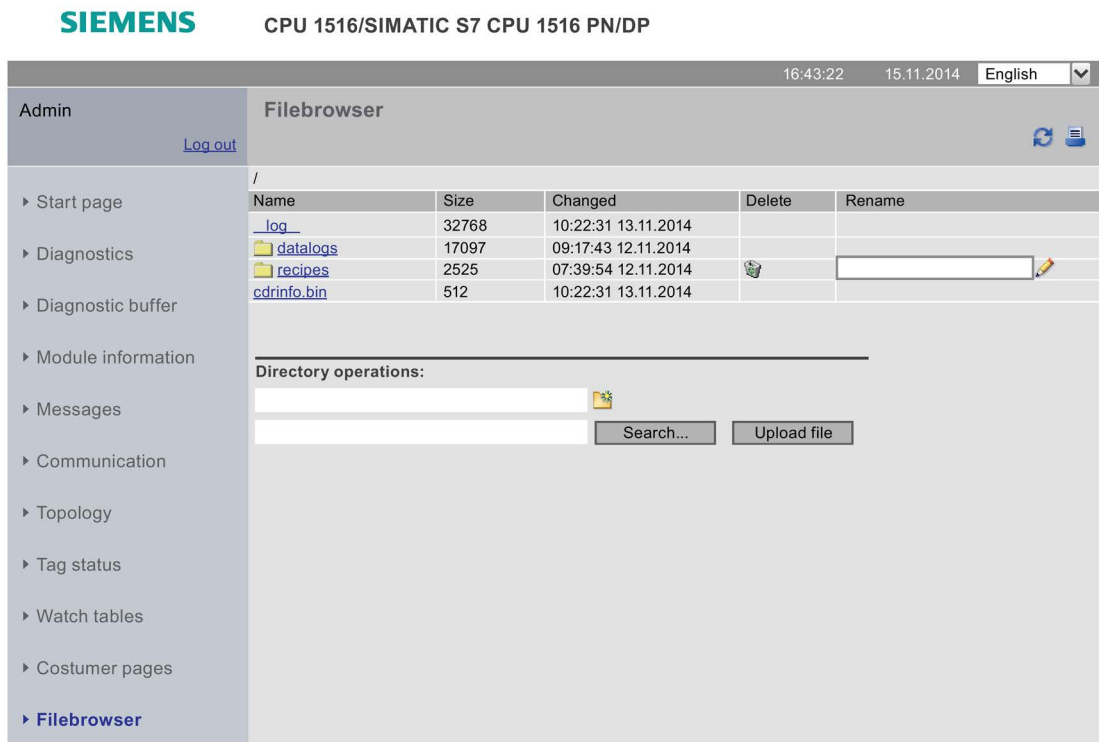 SIEMENS CPU 1516/SIMATIC S7 CPU 1516 PN/DP
16:43:22 15.11.2014 English
Admin
Log out
Filebrowser
Start page
Diagnostics
Diagnostic buffer
Module information
Messages
Communication
Topology
Tag status
Watch tables
Costumer pages
Filebrowser
/
Name Size Changed Delete Rename
__log__ 32768 10:22:31 13.11.2014
datalogs 17097 09:17:43 12.11.2014
recipes 2525 07:39:54 12.11.2014
cdrinfo.bin 512 10:22:31 13.11.2014
Directory operations:
Search... Upload file